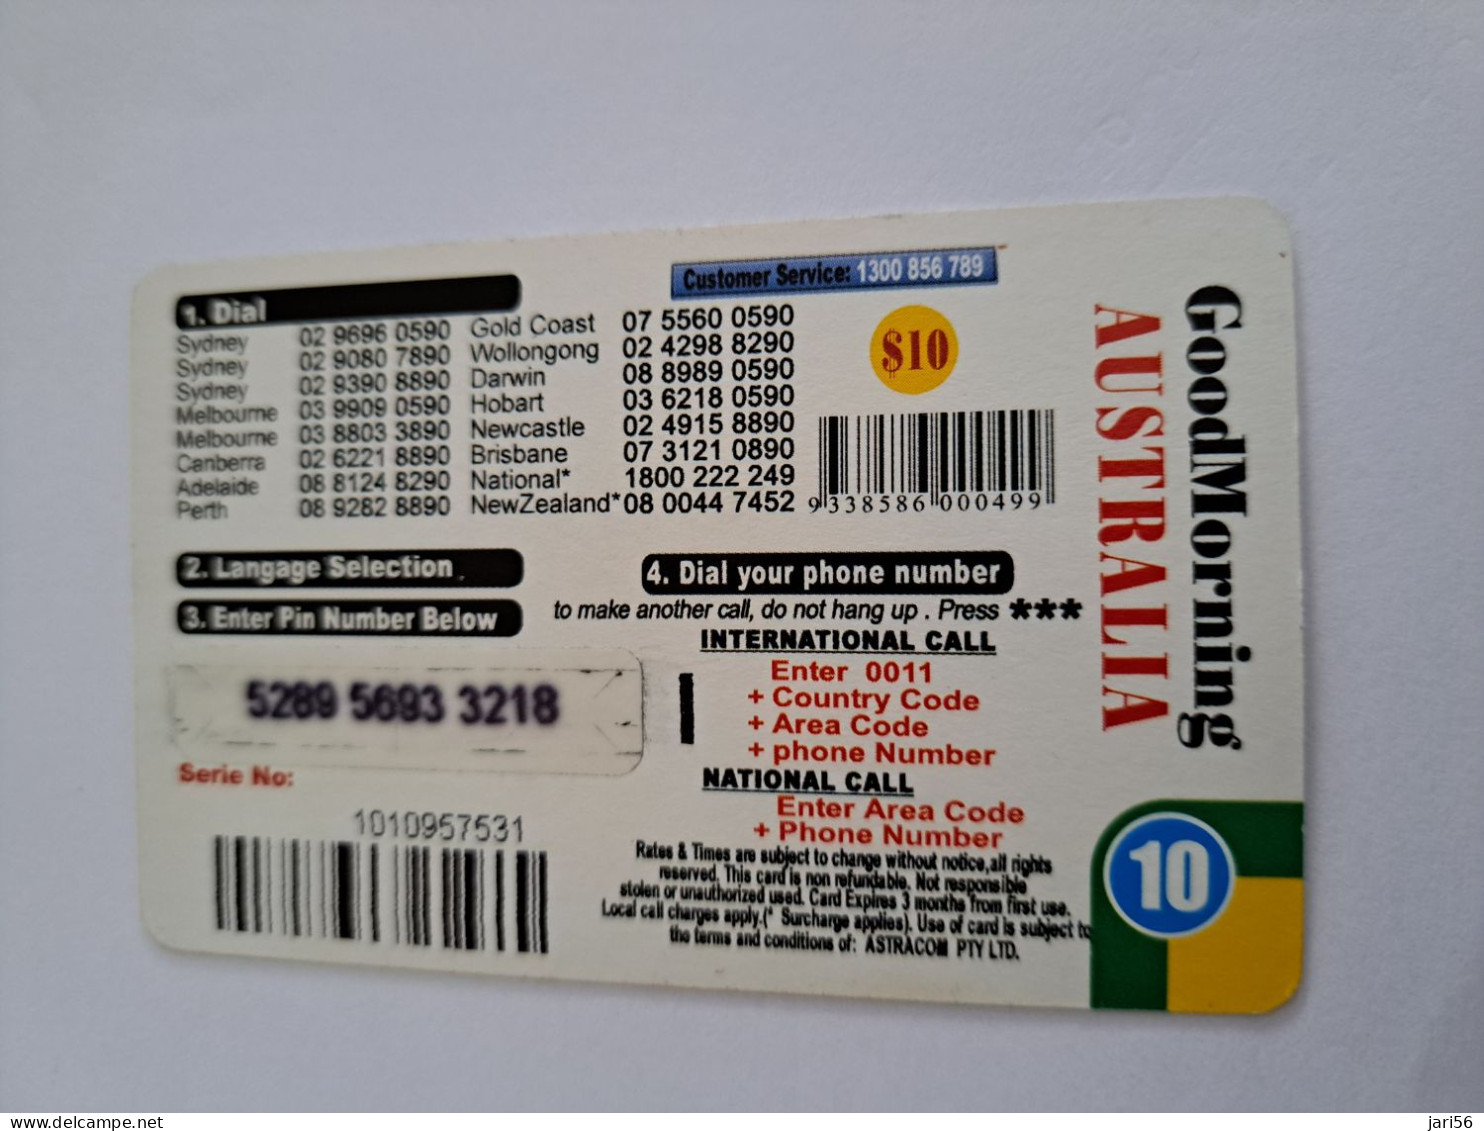 Customer Service: 1300 856 789
1. Dial
Sydney 02 9696 0590
Sydney 02 9080 7890
Sydney 02 9390 8890
Melbourne 03 9909 0590
Melbourne 03 8803 3890
Canberra 02 6221 8890
Adelaide 08 8124 8290
Perth 08 9282 8890
Gold Coast 07 5560 0590
Wollongong 02 4298 8290
Darwin 08 8989 0590
Hobart 03 6218 0590
Newcastle 02 4915 8890
Brisbane 07 3121 0890
National* 1800 222 249
NewZealand* 08 0044 7452
$10
9 338586 000499
GoodMorning
AUSTRALIA
2. Langage Selection
3. Enter Pin Number Below
5289 5693 3218
Serie No:
1010957531
4. Dial your phone number
to make another call, do not hang up . Press ***
INTERNATIONAL CALL
Enter 0011
+ Country Code
+ Area Code
+ phone Number
NATIONAL CALL
Enter Area Code
+ Phone Number
Rates & Times are subject to change without notice,all rights
reserved. This card is non refundable. Not responsible
stolen or unauthorized used. Card Expires 3 months from first use.
Local call charges apply.(* Surcharge applies). Use of card is subject to
the terms and conditions of: ASTRACOM PTY LTD.
10
jari56